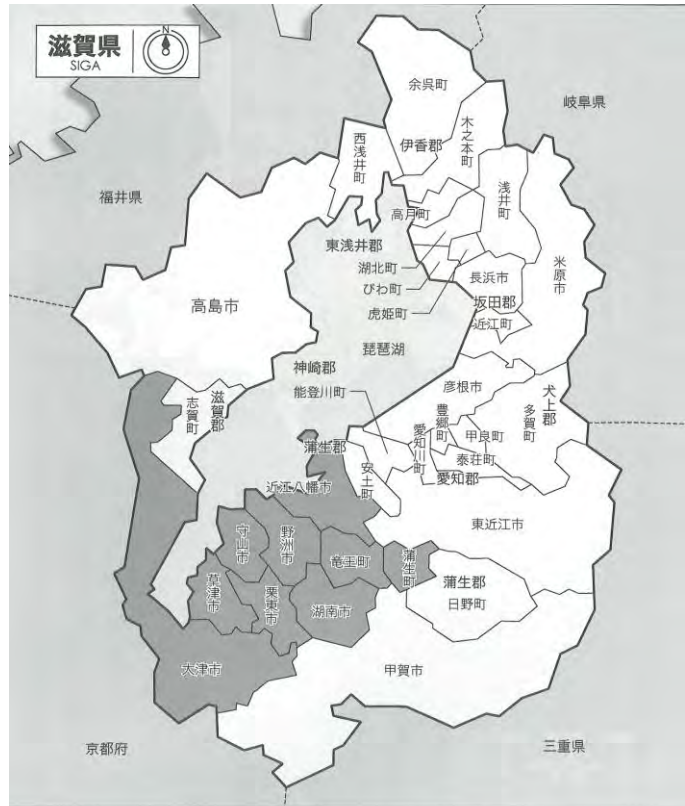 滋賀県
SIGA
N
余呉町
岐阜県
木之本町
伊香郡
西浅井町
浅井町
福井県
高月町
東浅井郡
湖北町
びわ町
虎姫町
長浜市
坂田郡
近江町
米原市
高島市
琵琶湖
神崎郡
能登川町
彦根市
犬上郡
多賀町
豊郷町
甲良町
滋賀郡
志賀町
愛知川町
秦荘町
愛知郡
蒲生郡
安土町
近江八幡市
東近江市
守山市
野洲市
竜王町
蒲生町
蒲生郡
日野町
草津市
栗東市
湖南市
大津市
甲賀市
京都府
三重県